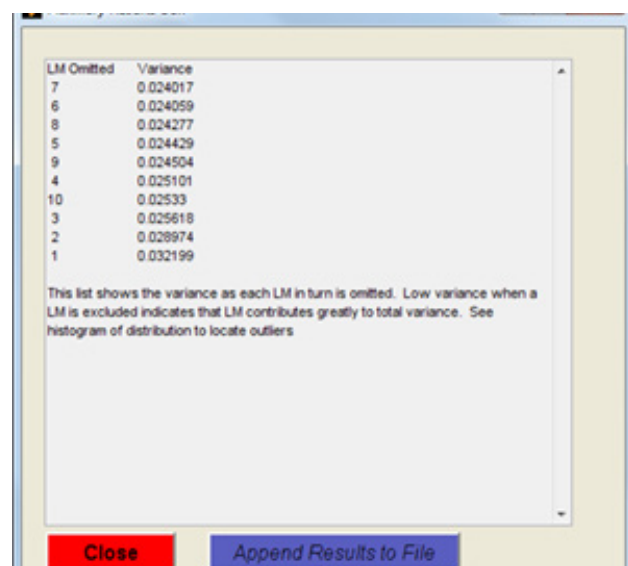 LM Omitted Variance
7 0.024017
6 0.024059
8 0.024277
5 0.024429
9 0.024504
4 0.025101
10 0.02533
3 0.025618
2 0.028974
1 0.032199
This list shows the variance as each LM in turn is omitted. Low variance when a
LM is excluded indicates that LM contributes greatly to total variance. See
histogram of distribution to locate outliers
Close
Append Results to File